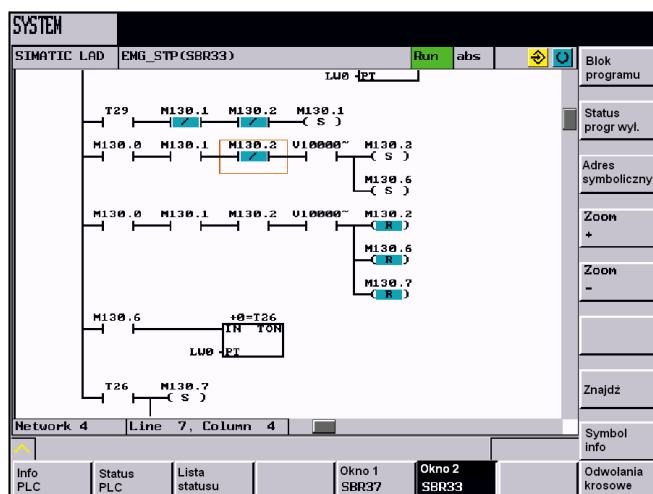 SYSTEM
SIMATIC LAD EMG_STP(SBR33) Run abs
LW0 PT
T29 M130.1 M130.2 M130.1
/ / ( S )
M130.0 M130.1 M130.2 V10000~ M130.2
/ ( S )
M130.6
( S )
M130.0 M130.1 M130.2 V10000~ M130.2
( R )
M130.6
( R )
M130.7
( R )
M130.6 +0=T26
IN TON
LW0 PT
T26 M130.7
( S )
Network 4 Line 7, Column 4
Blok
programu
Status
progr wył.
Adres
symboliczny
Zoom
+
Zoom
-
Znajdź
Symbol
info
Odwołania
krosowe
Info
PLC
Status
PLC
Lista
statusu
Okno 1
SBR37
Okno 2
SBR33